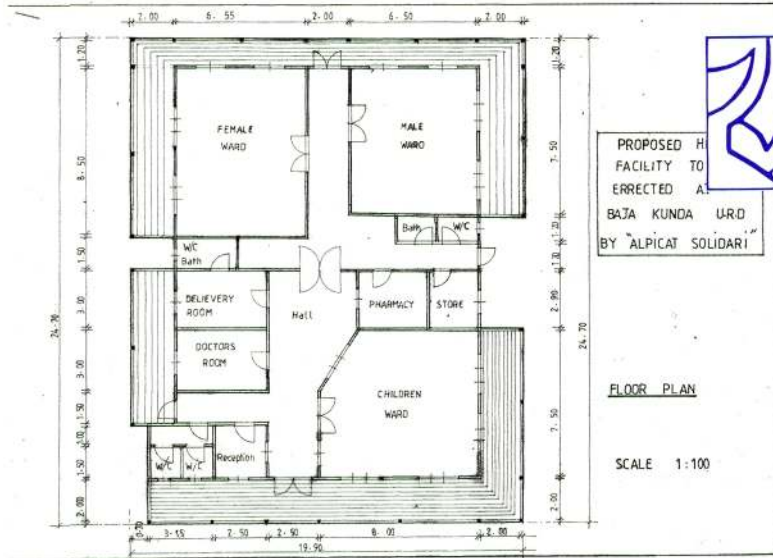 2.00 6.55 2.00 6.50 2.00
1.20
1.20
FEMALE
WARD
MALE
WARD
8.50
7.50
PROPOSED
FACILITY TO
ERRECTED
BAJA KUNDA U.R.D
BY "ALPICAT SOLIDARI"
Bath
W/C
1.20
W/C
Bath
1.50
DELIEVERY
ROOM
Hall
PHARMACY
STORE
3.00
2.90
24.70
24.70
DOCTORS
ROOM
3.00
CHILDREN
WARD
FLOOR PLAN
1.50
7.50
W/C
W/C
Reception
SCALE 1:100
1.50
2.00
2.00
0.70 3.15 2.50 2.50 8.00 2.00
19.90